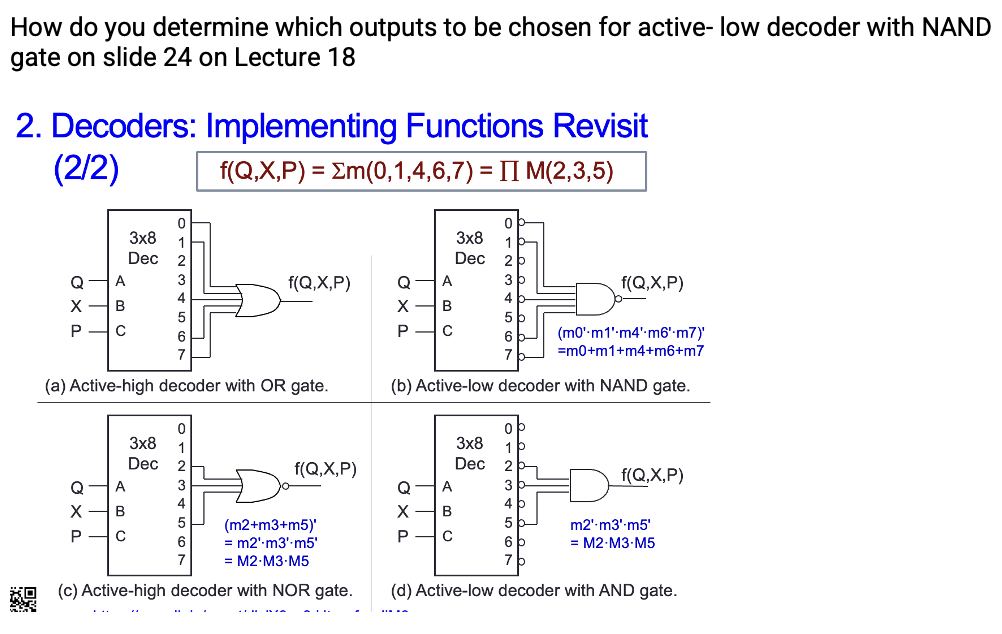 How do you determine which outputs to be chosen for active- low decoder with NAND
gate on slide 24 on Lecture 18
2. Decoders: Implementing Functions Revisit
(2/2)
f(Q,X,P) = Σm(0,1,4,6,7) = ∏ M(2,3,5)
3x8
Dec
Q
X
P
A
B
C
0
1
2
3
4
5
6
7
f(Q,X,P)
(a) Active-high decoder with OR gate.
3x8
Dec
Q
X
P
A
B
C
0
1
2
3
4
5
6
7
f(Q,X,P)
(m0'·m1'·m4'·m6'·m7)'
=m0+m1+m4+m6+m7
(b) Active-low decoder with NAND gate.
3x8
Dec
Q
X
P
A
B
C
0
1
2
3
4
5
6
7
f(Q,X,P)
(m2+m3+m5)'
= m2'·m3'·m5'
= M2·M3·M5
(c) Active-high decoder with NOR gate.
3x8
Dec
Q
X
P
A
B
C
0
1
2
3
4
5
6
7
f(Q,X,P)
m2'·m3'·m5'
= M2·M3·M5
(d) Active-low decoder with AND gate.